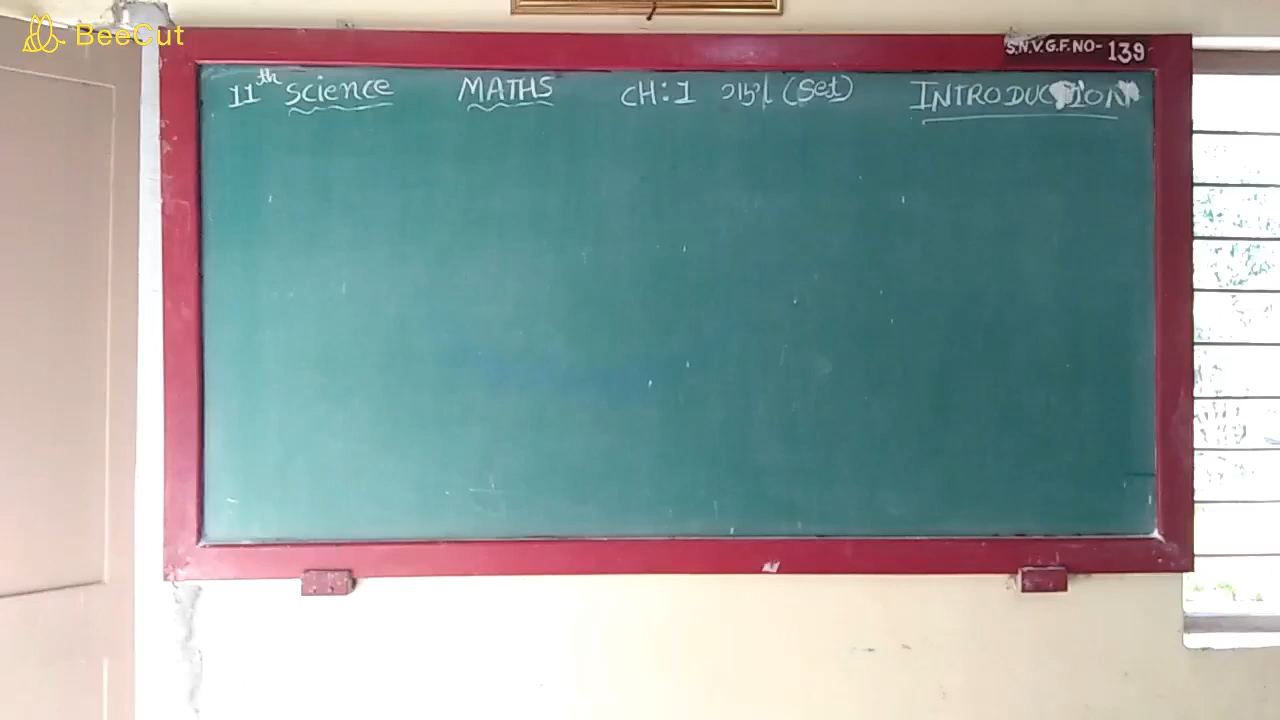 BeeCut
S.N.V.G.F.NO- 139
11th Science MATHS CH:1 ગણ (Set) INTRODUCTION